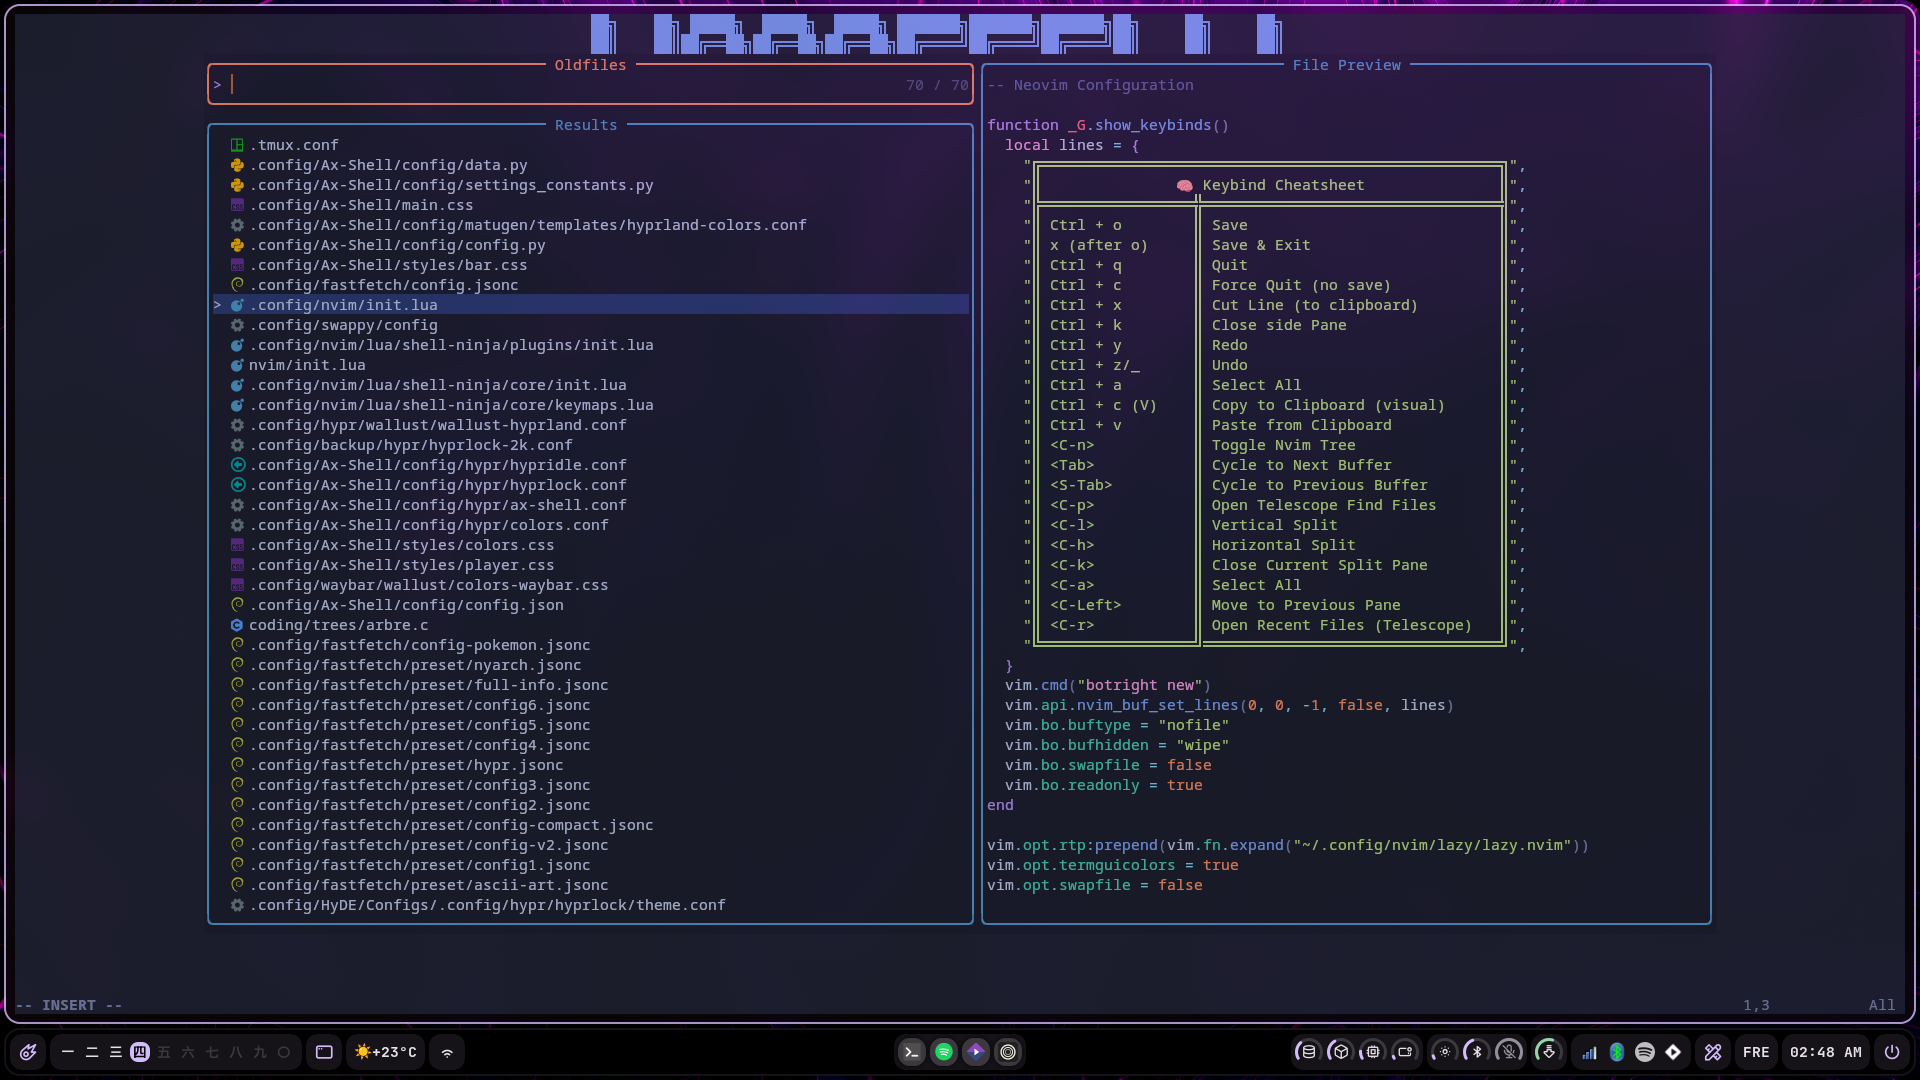 Oldfiles
> 70 / 70
Results
.tmux.conf
.config/Ax-Shell/config/data.py
.config/Ax-Shell/config/settings_constants.py
.config/Ax-Shell/main.css
.config/Ax-Shell/config/matugen/templates/hyprland-colors.conf
.config/Ax-Shell/config/config.py
.config/Ax-Shell/styles/bar.css
.config/fastfetch/config.jsonc
> .config/nvim/init.lua
.config/swappy/config
.config/nvim/lua/shell-ninja/plugins/init.lua
nvim/init.lua
.config/nvim/lua/shell-ninja/core/init.lua
.config/nvim/lua/shell-ninja/core/keymaps.lua
.config/hypr/wallust/wallust-hyprland.conf
.config/backup/hypr/hyprlock-2k.conf
.config/Ax-Shell/config/hypr/hypridle.conf
.config/Ax-Shell/config/hypr/hyprlock.conf
.config/Ax-Shell/config/hypr/ax-shell.conf
.config/Ax-Shell/config/hypr/colors.conf
.config/Ax-Shell/styles/colors.css
.config/Ax-Shell/styles/player.css
.config/waybar/wallust/colors-waybar.css
.config/Ax-Shell/config/config.json
coding/trees/arbre.c
.config/fastfetch/config-pokemon.jsonc
.config/fastfetch/preset/nyarch.jsonc
.config/fastfetch/preset/full-info.jsonc
.config/fastfetch/preset/config6.jsonc
.config/fastfetch/preset/config5.jsonc
.config/fastfetch/preset/config4.jsonc
.config/fastfetch/preset/hypr.jsonc
.config/fastfetch/preset/config3.jsonc
.config/fastfetch/preset/config2.jsonc
.config/fastfetch/preset/config-compact.jsonc
.config/fastfetch/preset/config-v2.jsonc
.config/fastfetch/preset/config1.jsonc
.config/fastfetch/preset/ascii-art.jsonc
.config/HyDE/Configs/.config/hypr/hyprlock/theme.conf
File Preview
-- Neovim Configuration
function _G.show_keybinds()
local lines = {
" ",
" 🧠 Keybind Cheatsheet ",
" ",
" Ctrl + o Save ",
" x (after o) Save & Exit ",
" Ctrl + q Quit ",
" Ctrl + c Force Quit (no save) ",
" Ctrl + x Cut Line (to clipboard) ",
" Ctrl + k Close side Pane ",
" Ctrl + y Redo ",
" Ctrl + z/_ Undo ",
" Ctrl + a Select All ",
" Ctrl + c (V) Copy to Clipboard (visual) ",
" Ctrl + v Paste from Clipboard ",
" <C-n> Toggle Nvim Tree ",
" <Tab> Cycle to Next Buffer ",
" <S-Tab> Cycle to Previous Buffer ",
" <C-p> Open Telescope Find Files ",
" <C-l> Vertical Split ",
" <C-h> Horizontal Split ",
" <C-k> Close Current Split Pane ",
" <C-a> Select All ",
" <C-Left> Move to Previous Pane ",
" <C-r> Open Recent Files (Telescope) ",
" ",
}
vim.cmd("botright new")
vim.api.nvim_buf_set_lines(0, 0, -1, false, lines)
vim.bo.buftype = "nofile"
vim.bo.bufhidden = "wipe"
vim.bo.swapfile = false
vim.bo.readonly = true
end
vim.opt.rtp:prepend(vim.fn.expand("~/.config/nvim/lazy/lazy.nvim"))
vim.opt.termguicolors = true
vim.opt.swapfile = false
-- INSERT -- 1,3 All
一 二 三 四 五 六 七 八 九 〇 ☀️+23°C FRE 02:48 AM